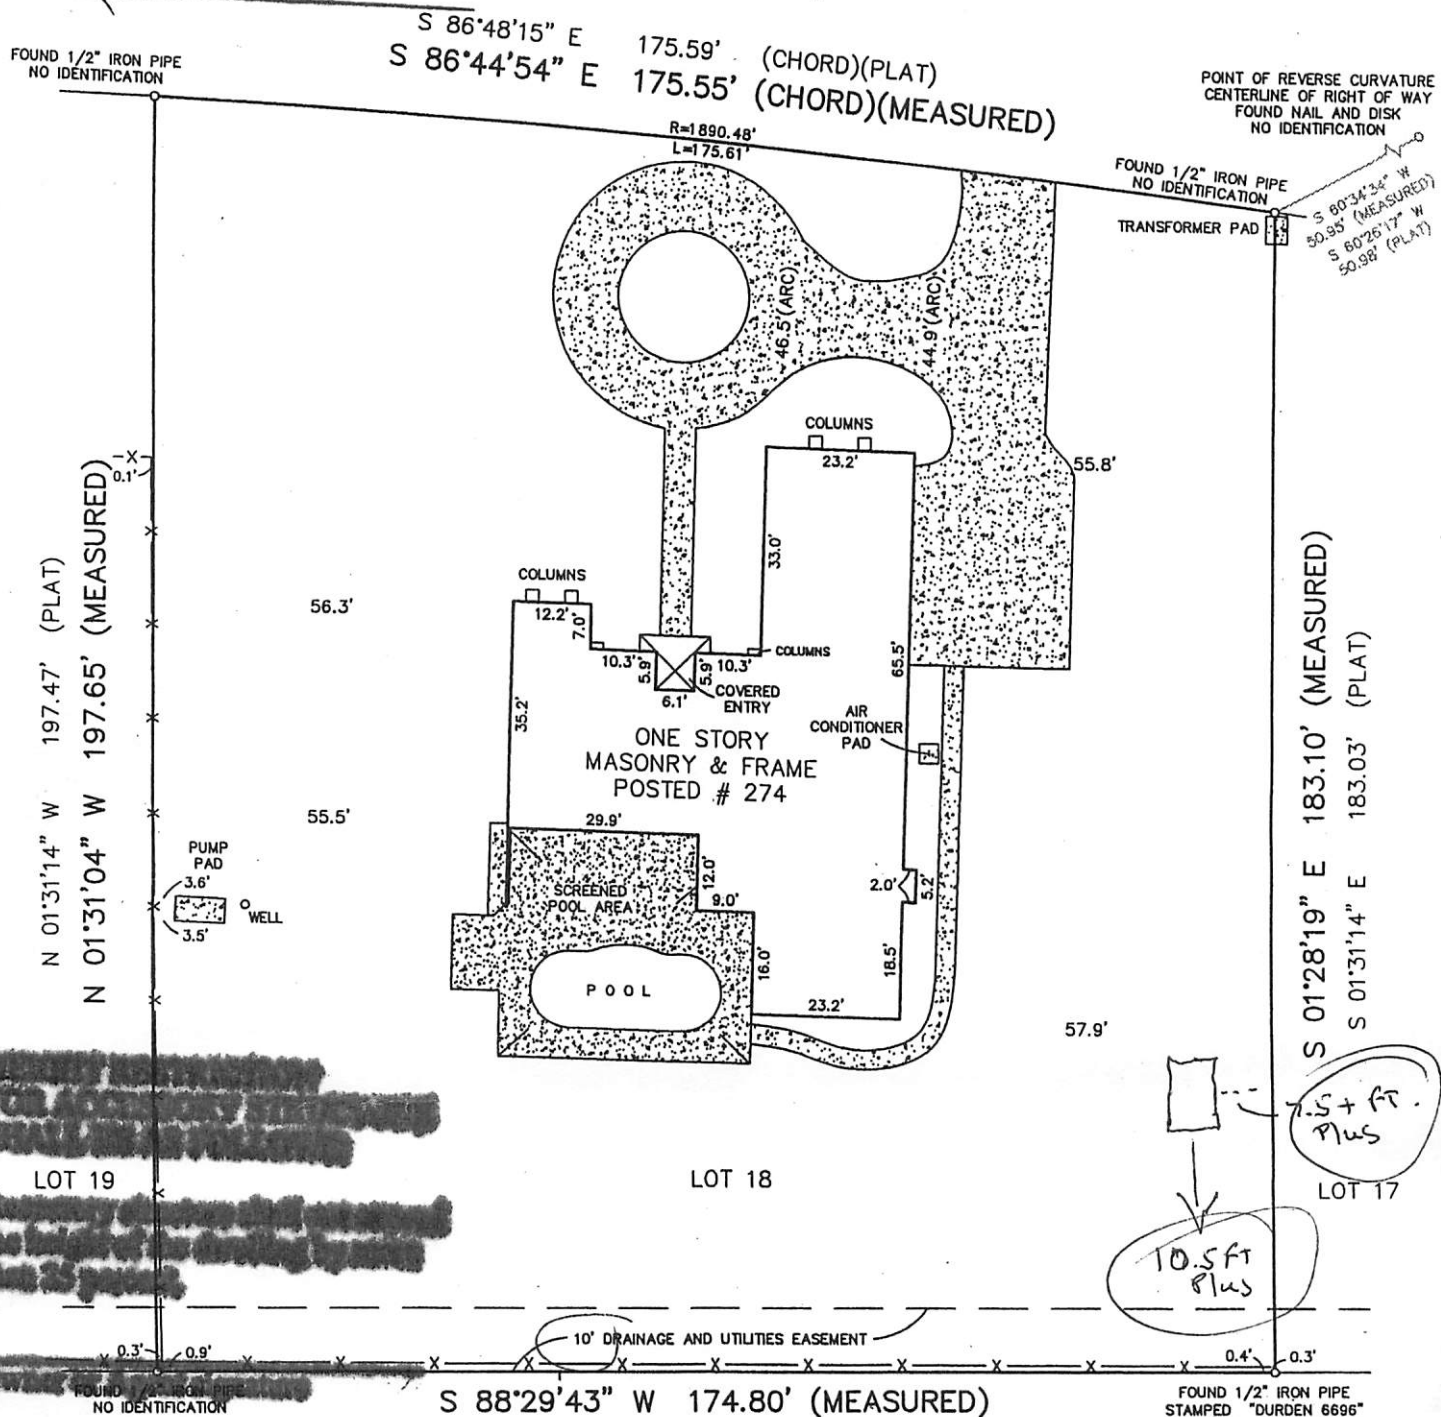 S 86°48'15" E 175.59' (CHORD)(PLAT)
S 86°44'54" E 175.55' (CHORD)(MEASURED)
FOUND 1/2" IRON PIPE
NO IDENTIFICATION
POINT OF REVERSE CURVATURE
CENTERLINE OF RIGHT OF WAY
FOUND NAIL AND DISK
NO IDENTIFICATION
R=1890.48'
L=175.61'
FOUND 1/2" IRON PIPE
NO IDENTIFICATION
TRANSFORMER PAD
S 60°34'34" W
50.95' (MEASURED)
S 60°26'17" W
50.98' (PLAT)
46.5'(ARC)
44.9'(ARC)
COLUMNS
23.2'
55.8'
0.1'
33.0'
N 01°31'14" W 197.47' (PLAT)
N 01°31'04" W 197.65' (MEASURED)
56.3'
COLUMNS
12.2'
7.0'
10.3'
5.9'
5.9'
10.3'
COLUMNS
6.1'
COVERED
ENTRY
65.5'
35.2'
AIR
CONDITIONER
PAD
ONE STORY
MASONRY & FRAME
POSTED # 274
S 01°28'19" E 183.10' (MEASURED)
S 01°31'14" E 183.03' (PLAT)
55.5'
29.9'
PUMP
PAD
3.6'
3.5'
WELL
SCREENED
POOL AREA
12.0'
9.0'
2.0'
5.2'
POOL
16.0'
18.5'
23.2'
57.9'
7.5+ FT.
Plus
LOT 19
LOT 18
LOT 17
10.5 FT
Plus
10' DRAINAGE AND UTILITIES EASEMENT
0.3'
0.9'
0.4'
0.3'
FOUND 1/2" IRON PIPE
NO IDENTIFICATION
S 88°29'43" W 174.80' (MEASURED)
FOUND 1/2" IRON PIPE
STAMPED "DURDEN 6696"